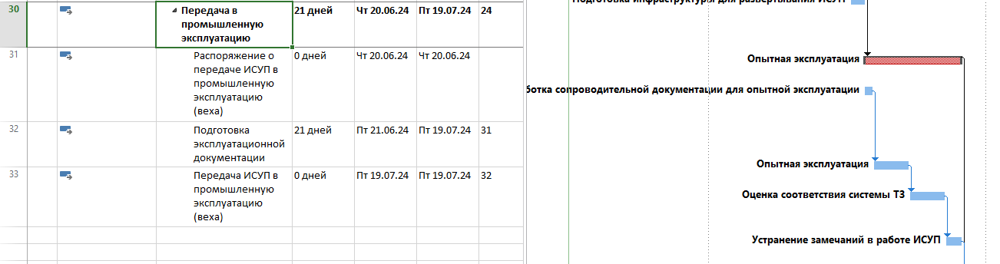 30 Передача в 21 дней Чт 20.06.24 Пт 19.07.24 24
промышленную
эксплуатацию
31 Распоряжение о 0 дней Чт 20.06.24 Чт 20.06.24
передаче ИСУП в
промышленную
эксплуатацию
(веха)
32 Подготовка 21 дней Пт 21.06.24 Пт 19.07.24 31
эксплуатационной
документации
33 Передача ИСУП в 0 дней Пт 19.07.24 Пт 19.07.24 32
промышленную
эксплуатацию
(веха)
Подготовка инфраструктуры для развертывания ИСУП
Опытная эксплуатация
ботка сопроводительной документации для опытной эксплуатации
Опытная эксплуатация
Оценка соответствия системы ТЗ
Устранение замечаний в работе ИСУП